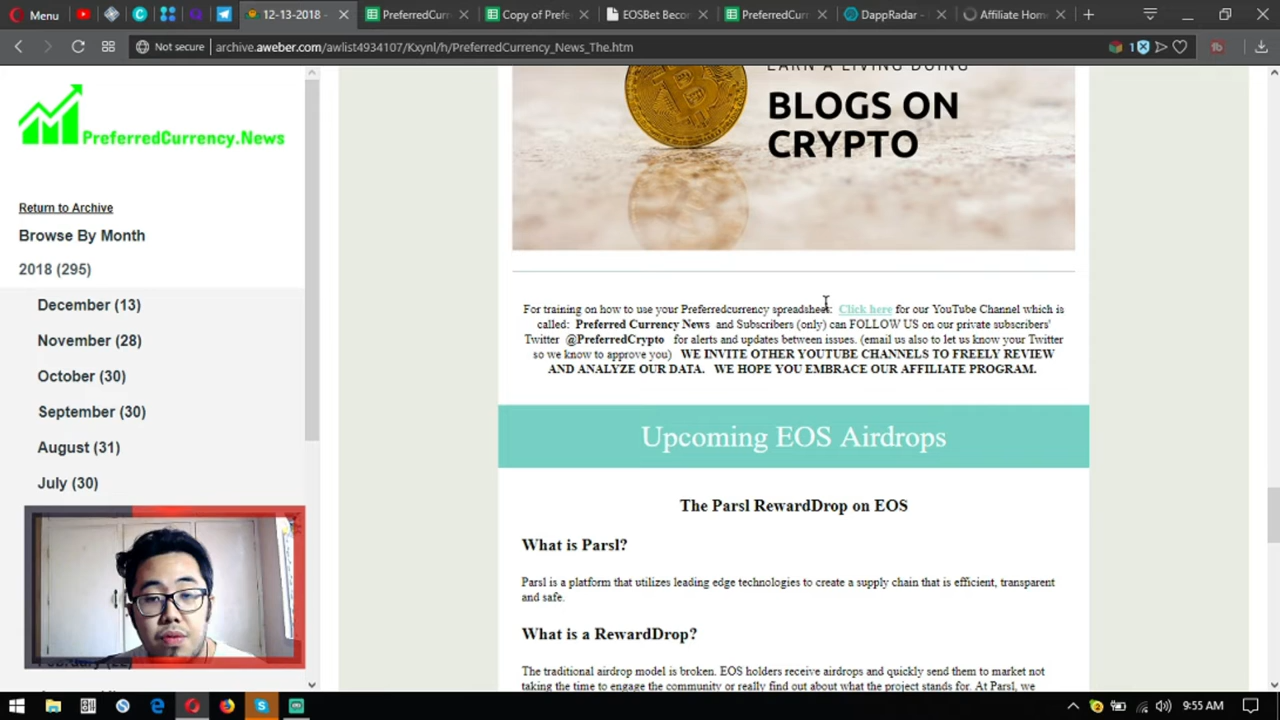 Menu
12-13-2018 -
PreferredCurr
Copy of Prefe
EOSBet Becom
PreferredCurr
DappRadar -
Affiliate Hom
Not secure
archive.aweber.com/awlist4934107/Kxynl/h/PreferredCurrency_News_The.htm
1
PreferredCurrency.News
Return to Archive
Browse By Month
2018 (295)
December (13)
November (28)
October (30)
September (30)
August (31)
July (30)
EARN A LIVING DOING
BLOGS ON
CRYPTO
For training on how to use your Preferredcurrency spreadsheet: Click here for our YouTube Channel which is
called: Preferred Currency News and Subscribers (only) can FOLLOW US on our private subscribers'
Twitter @PreferredCrypto for alerts and updates between issues. (email us also to let us know your Twitter
so we know to approve you) WE INVITE OTHER YOUTUBE CHANNELS TO FREELY REVIEW
AND ANALYZE OUR DATA. WE HOPE YOU EMBRACE OUR AFFILIATE PROGRAM.
Upcoming EOS Airdrops
The Parsl RewardDrop on EOS
What is Parsl?
Parsl is a platform that utilizes leading edge technologies to create a supply chain that is efficient, transparent
and safe.
What is a RewardDrop?
The traditional airdrop model is broken. EOS holders receive airdrops and quickly send them to market not
taking the time to engage the community or really find out about what the project stands for. At Parsl, we
9:55 AM